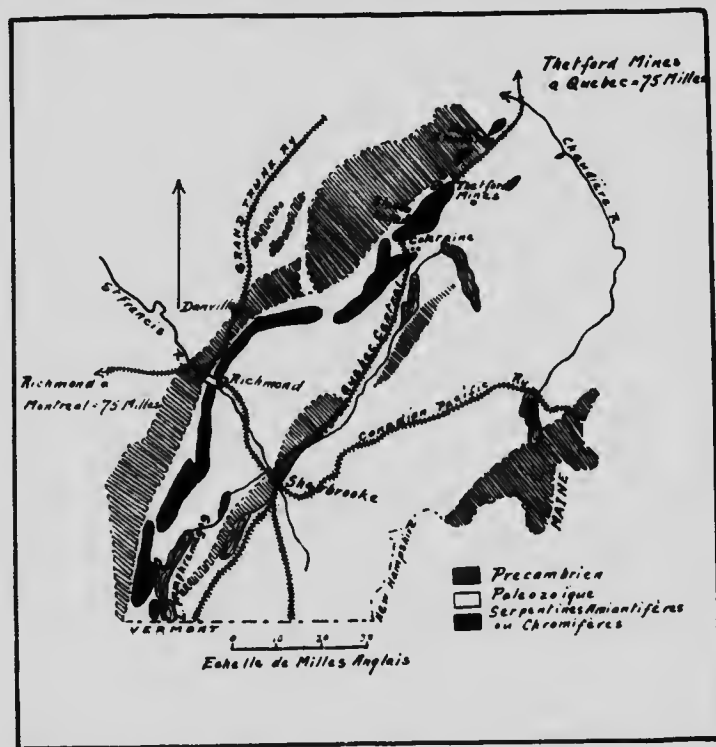 Thetford Mines
a Quebec = 75 Milles
Chaudière R.
GRAND TRUNK RY
Thetford
Mines
Colraine
St Francis
Danville
Quebec Central
Richmond a
Montreal = 75 Milles
Richmond
Canadian Pacific
Ry
Sherbrooke
MAINE
New Hampshire
VERMONT
0 10 20 30
Echelle de Milles Anglais
Precambrien
Paleozoïque
Serpentines Amiantifères
ou Chromifères